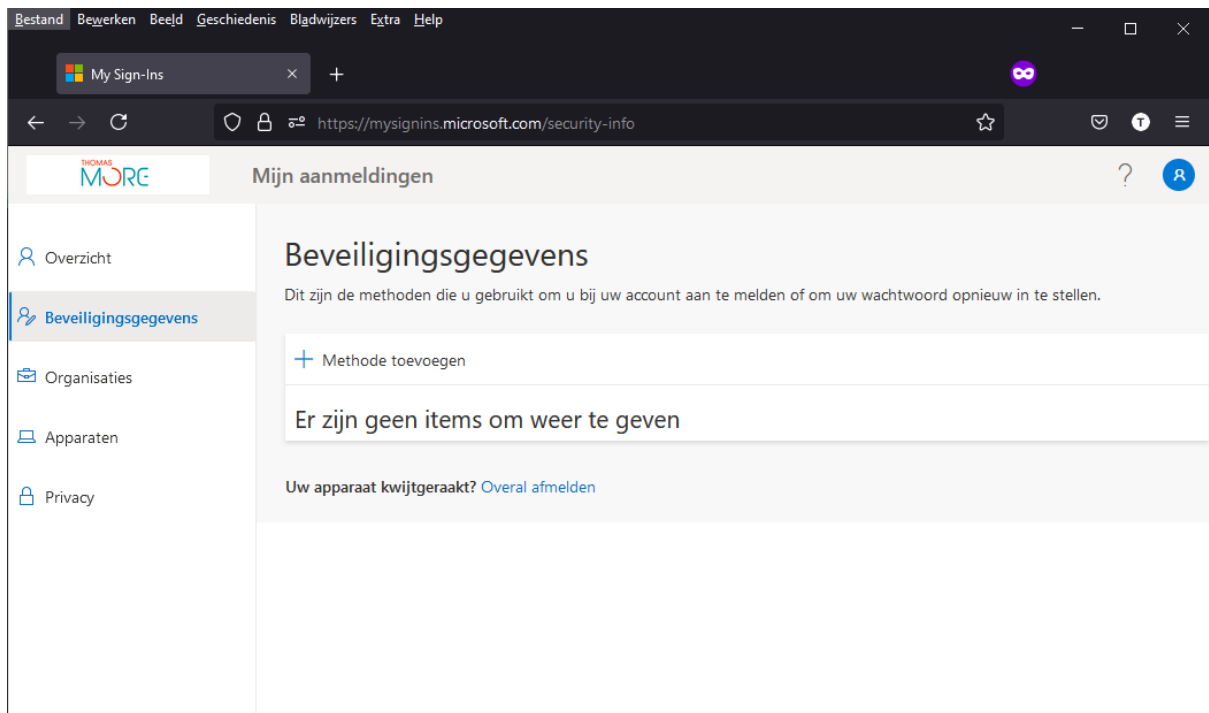 Bestand Bewerken Beeld Geschiedenis Bladwijzers Extra Help
My Sign-Ins
https://mysignins.microsoft.com/security-info
T
THOMAS
MORE
Mijn aanmeldingen
?
Overzicht
Beveiligingsgegevens
Organisaties
Apparaten
Privacy
Beveiligingsgegevens
Dit zijn de methoden die u gebruikt om u bij uw account aan te melden of om uw wachtwoord opnieuw in te stellen.
Methode toevoegen
Er zijn geen items om weer te geven
Uw apparaat kwijtgeraakt? Overal afmelden